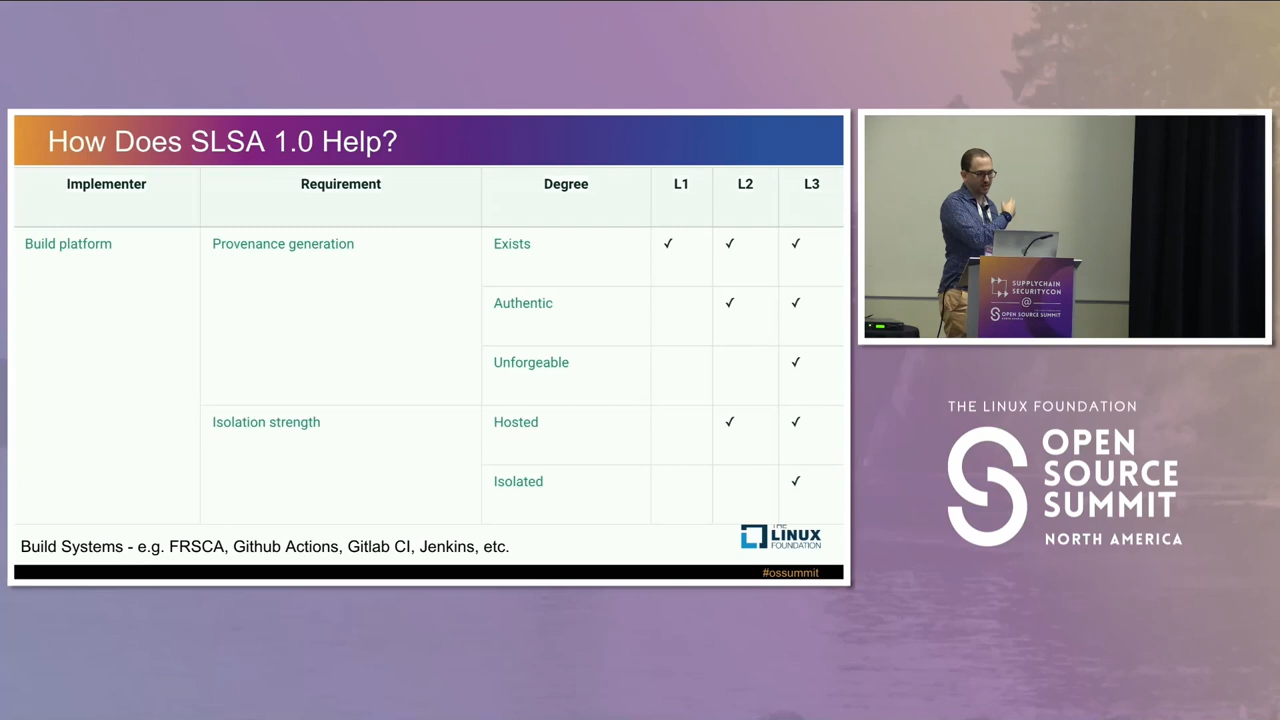 How Does SLSA 1.0 Help?
Implementer Requirement Degree L1 L2 L3
Build platform Provenance generation Exists ✓ ✓ ✓
Authentic ✓ ✓
Unforgeable ✓
Isolation strength Hosted ✓ ✓
Isolated ✓
Build Systems - e.g. FRSCA, Github Actions, Gitlab CI, Jenkins, etc.
THE
LINUX
FOUNDATION
#ossummit
SUPPLYCHAIN
SECURITYCON
@
OPEN SOURCE SUMMIT
THE LINUX FOUNDATION
OPEN
SOURCE
SUMMIT
NORTH AMERICA